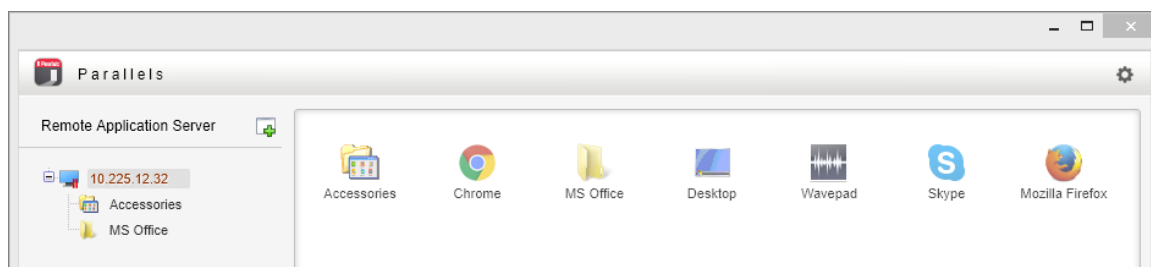 Parallels
Remote Application Server
10.225.12.32
Accessories
MS Office
Accessories Chrome MS Office Desktop Wavepad Skype Mozilla Firefox